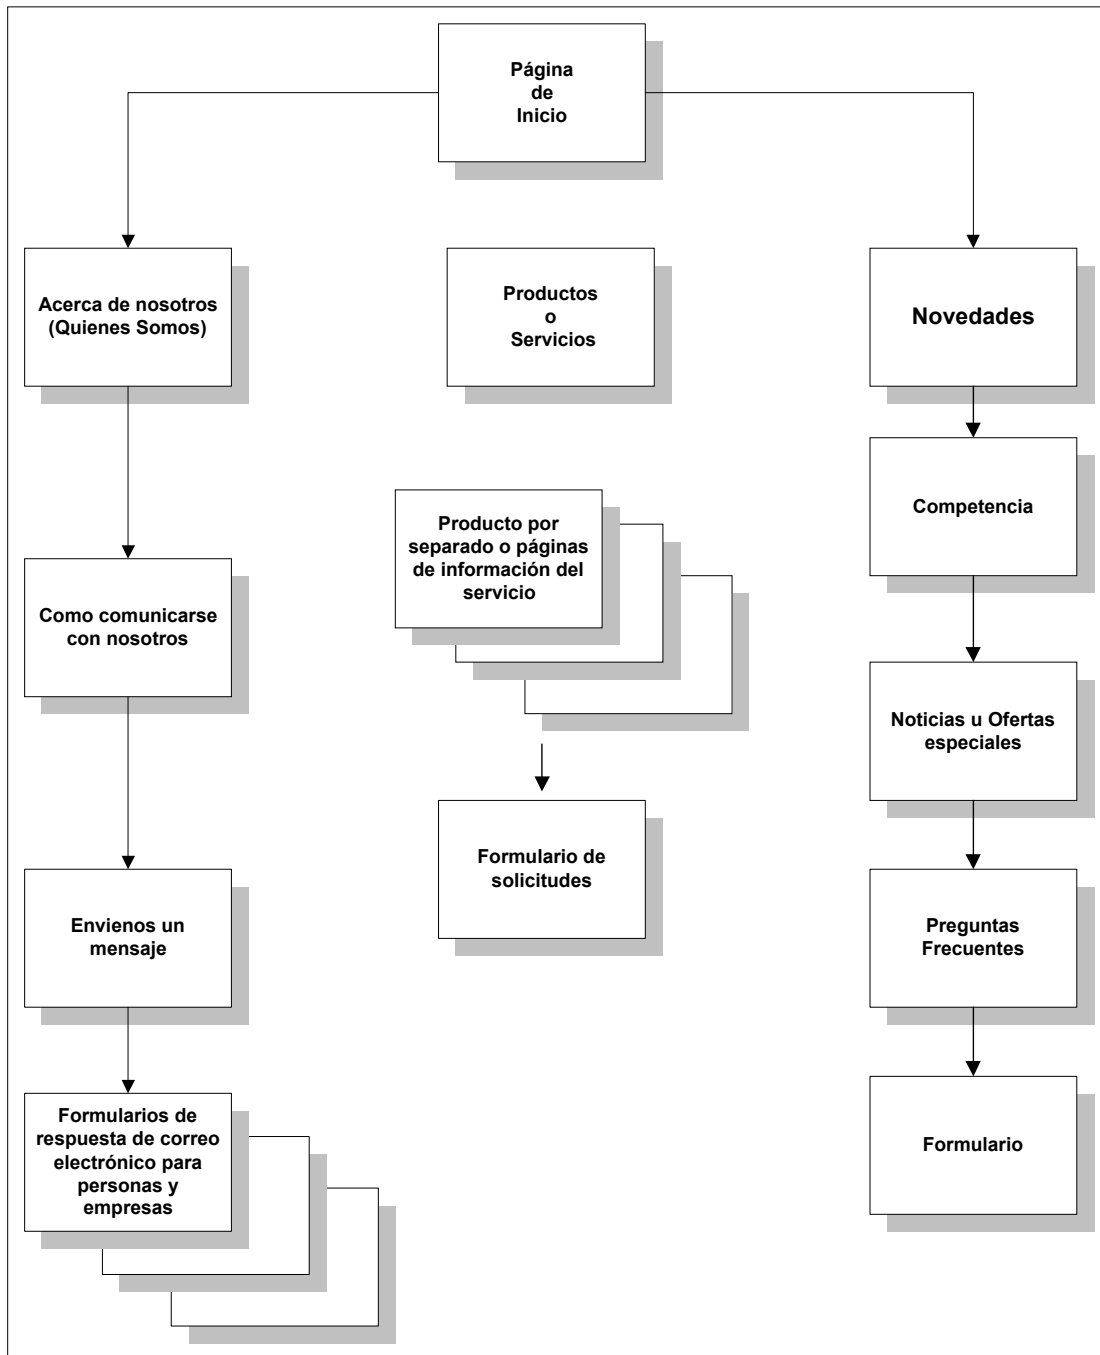 Página
de
Inicio
Acerca de nosotros
(Quienes Somos)
Productos
o
Servicios
Novedades
Competencia
Producto por
separado o páginas
de información del
servicio
Como comunicarse
con nosotros
Noticias u Ofertas
especiales
Formulario de
solicitudes
Envienos un
mensaje
Preguntas
Frecuentes
Formularios de
respuesta de correo
electrónico para
personas y
empresas
Formulario